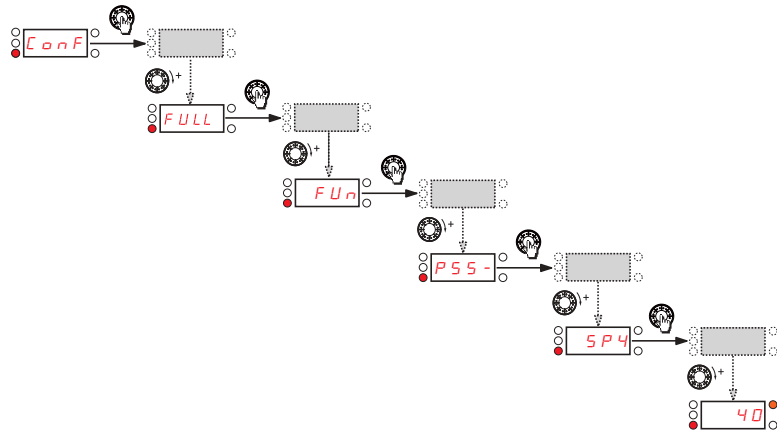 ConF
+
FULL
+
FUn
+
PSS-
+
SP4
+
40